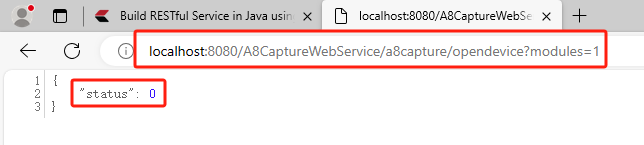 Build RESTful Service in Java usin
localhost:8080/A8CaptureWebSe
localhost:8080/A8CaptureWebService/a8capture/opendevice?modules=1
1 {
2 "status": 0
3 }